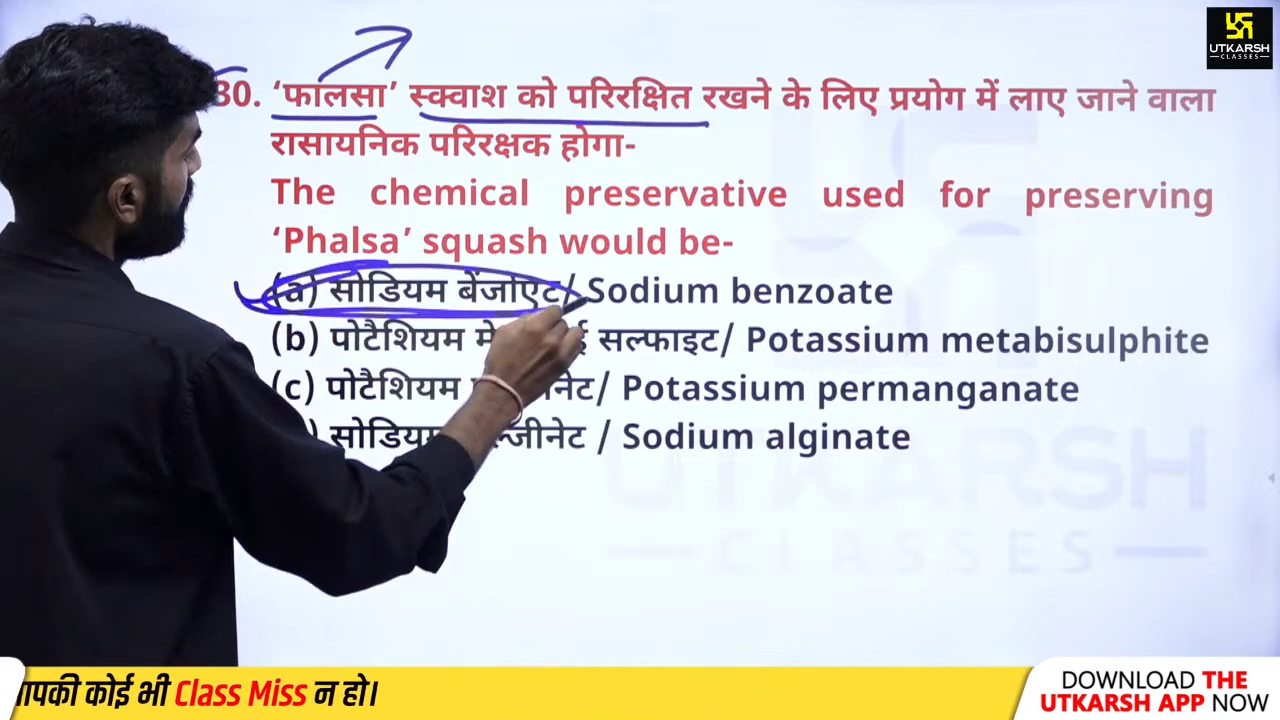 UTKARSH
CLASSES
30. ‘फालसा’ स्क्वाश को परिरक्षित रखने के लिए प्रयोग में लाए जाने वाला
रासायनिक परिरक्षक होगा-
The chemical preservative used for preserving
‘Phalsa’ squash would be-
(a) सोडियम बेंजोएट/ Sodium benzoate
(b) पोटैशियम सल्फाइट/ Potassium metabisulphite
(c) पोटैशियम / Potassium permanganate
सोडियम / Sodium alginate
UTKARSH
CLASSES
कोई भी Class Miss न हो।
DOWNLOAD THE
UTKARSH APP NOW